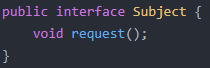 public interface Subject {
    void request();
}